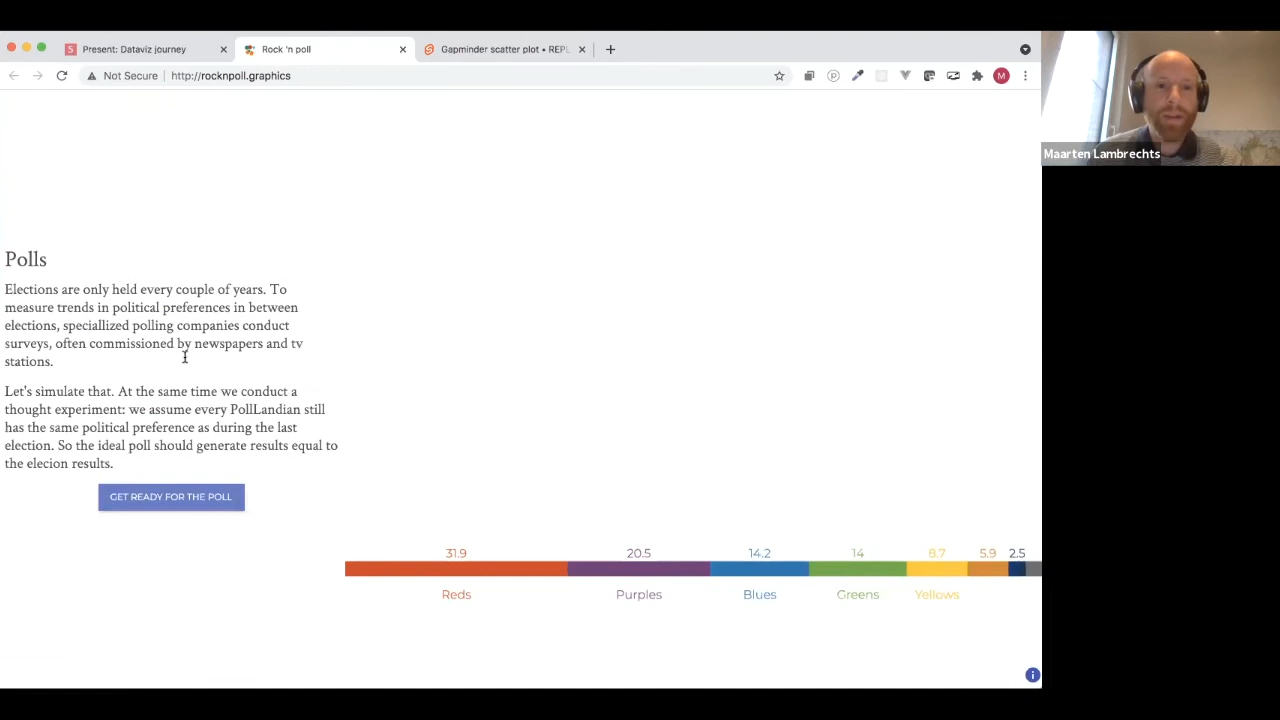 Present: Dataviz journey
Rock 'n poll
Gapminder scatter plot • REPL
Not Secure
http://rocknpoll.graphics
M
Maarten Lambrechts
Polls
Elections are only held every couple of years. To
measure trends in political preferences in between
elections, speciallized polling companies conduct
surveys, often commissioned by newspapers and tv
stations.
Let's simulate that. At the same time we conduct a
thought experiment: we assume every PollLandian still
has the same political preference as during the last
election. So the ideal poll should generate results equal to
the elecion results.
GET READY FOR THE POLL
31.9 20.5 14.2 14 8.7 5.9 2.5
Reds Purples Blues Greens Yellows
i